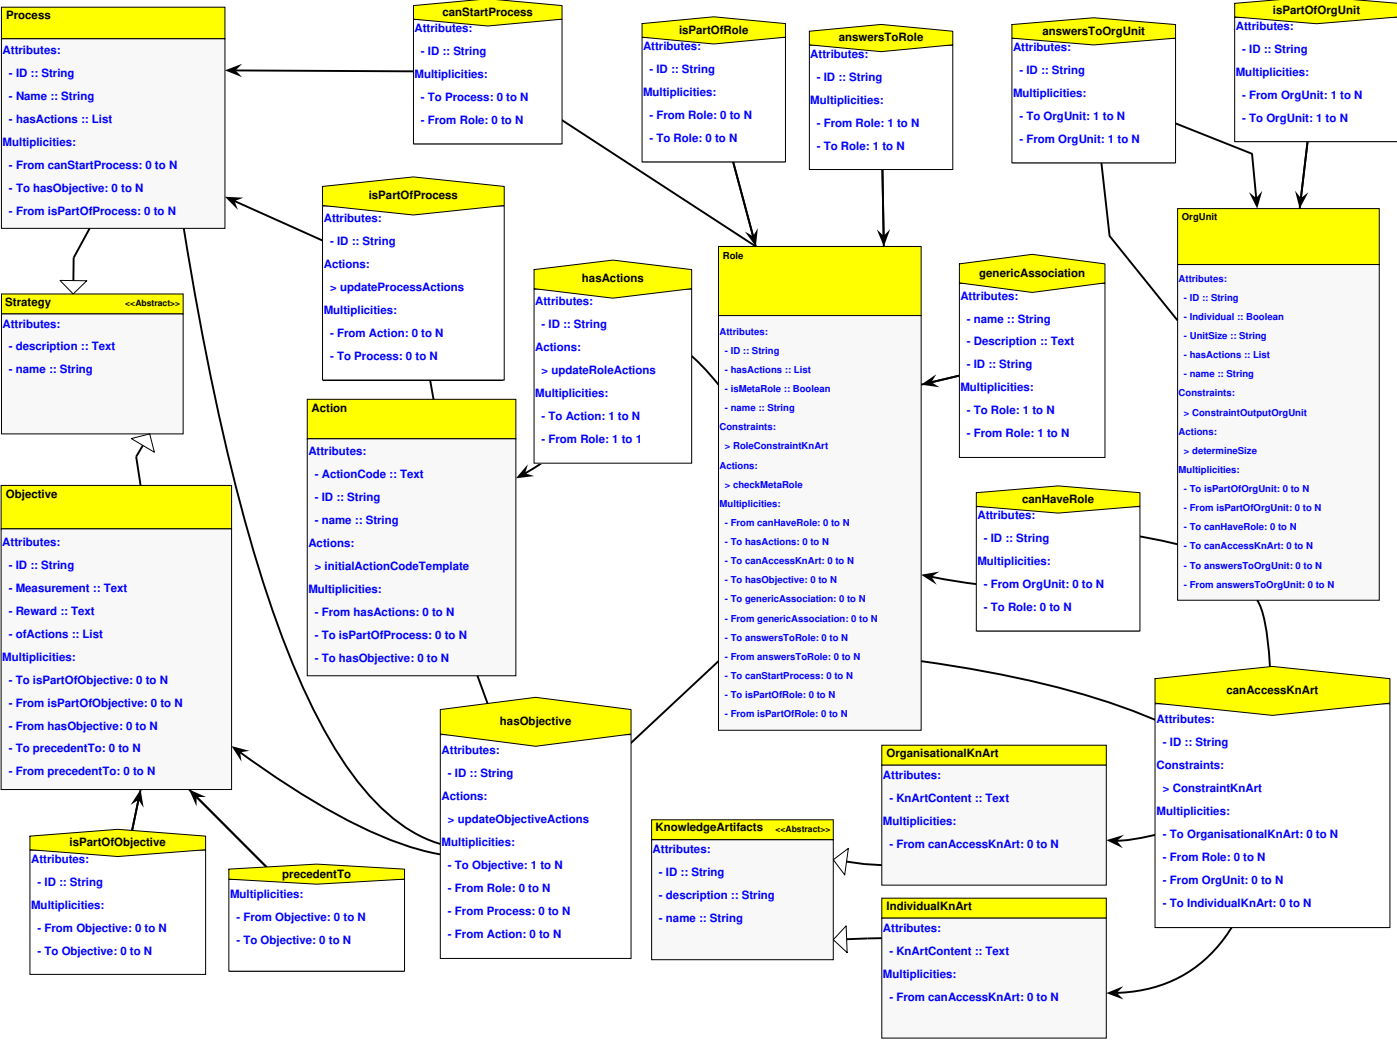 Process
Attributes:
- ID :: String
- Name :: String
- hasActions :: List
Multiplicities:
- From canStartProcess: 0 to N
- To hasObjective: 0 to N
- From isPartOfProcess: 0 to N
canStartProcess
Attributes:
- ID :: String
Multiplicities:
- To Process: 0 to N
- From Role: 0 to N
isPartOfRole
Attributes:
- ID :: String
Multiplicities:
- From Role: 0 to N
- To Role: 0 to N
answersToRole
Attributes:
- ID :: String
Multiplicities:
- From Role: 1 to N
- To Role: 1 to N
answersToOrgUnit
Attributes:
- ID :: String
Multiplicities:
- To OrgUnit: 1 to N
- From OrgUnit: 1 to N
isPartOfOrgUnit
Attributes:
- ID :: String
Multiplicities:
- From OrgUnit: 1 to N
- To OrgUnit: 1 to N
isPartOfProcess
Attributes:
- ID :: String
Actions:
> updateProcessActions
Multiplicities:
- From Action: 0 to N
- To Process: 0 to N
hasActions
Attributes:
- ID :: String
Actions:
> updateRoleActions
Multiplicities:
- To Action: 1 to N
- From Role: 1 to 1
Role
Attributes:
- ID :: String
- hasActions :: List
- isMetaRole :: Boolean
- name :: String
Constraints:
> RoleConstraintKnArt
Actions:
> checkMetaRole
Multiplicities:
- From canHaveRole: 0 to N
- To hasActions: 0 to N
- To canAccessKnArt: 0 to N
- To hasObjective: 0 to N
- To genericAssociation: 0 to N
- From genericAssociation: 0 to N
- To answersToRole: 0 to N
- From answersToRole: 0 to N
- To canStartProcess: 0 to N
- To isPartOfRole: 0 to N
- From isPartOfRole: 0 to N
genericAssociation
Attributes:
- name :: String
- Description :: Text
- ID :: String
Multiplicities:
- To Role: 1 to N
- From Role: 1 to N
OrgUnit
Attributes:
- ID :: String
- Individual :: Boolean
- UnitSize :: String
- hasActions :: List
- name :: String
Constraints:
> ConstraintOutputOrgUnit
Actions:
> determineSize
Multiplicities:
- To isPartOfOrgUnit: 0 to N
- From isPartOfOrgUnit: 0 to N
- To canHaveRole: 0 to N
- To canAccessKnArt: 0 to N
- To answersToOrgUnit: 0 to N
- From answersToOrgUnit: 0 to N
Strategy <<Abstract>>
Attributes:
- description :: Text
- name :: String
Action
Attributes:
- ActionCode :: Text
- ID :: String
- name :: String
Actions:
> initialActionCodeTemplate
Multiplicities:
- From hasActions: 0 to N
- To isPartOfProcess: 0 to N
- To hasObjective: 0 to N
canHaveRole
Attributes:
- ID :: String
Multiplicities:
- From OrgUnit: 0 to N
- To Role: 0 to N
Objective
Attributes:
- ID :: String
- Measurement :: Text
- Reward :: Text
- ofActions :: List
Multiplicities:
- To isPartOfObjective: 0 to N
- From isPartOfObjective: 0 to N
- From hasObjective: 0 to N
- To precedentTo: 0 to N
- From precedentTo: 0 to N
hasObjective
Attributes:
- ID :: String
Actions:
> updateObjectiveActions
Multiplicities:
- To Objective: 1 to N
- From Role: 0 to N
- From Process: 0 to N
- From Action: 0 to N
canAccessKnArt
Attributes:
- ID :: String
Constraints:
> ConstraintKnArt
Multiplicities:
- To OrganisationalKnArt: 0 to N
- From Role: 0 to N
- From OrgUnit: 0 to N
- To IndividualKnArt: 0 to N
OrganisationalKnArt
Attributes:
- KnArtContent :: Text
Multiplicities:
- From canAccessKnArt: 0 to N
KnowledgeArtifacts <<Abstract>>
Attributes:
- ID :: String
- description :: String
- name :: String
IndividualKnArt
Attributes:
- KnArtContent :: Text
Multiplicities:
- From canAccessKnArt: 0 to N
isPartOfObjective
Attributes:
- ID :: String
Multiplicities:
- From Objective: 0 to N
- To Objective: 0 to N
precedentTo
Multiplicities:
- From Objective: 0 to N
- To Objective: 0 to N